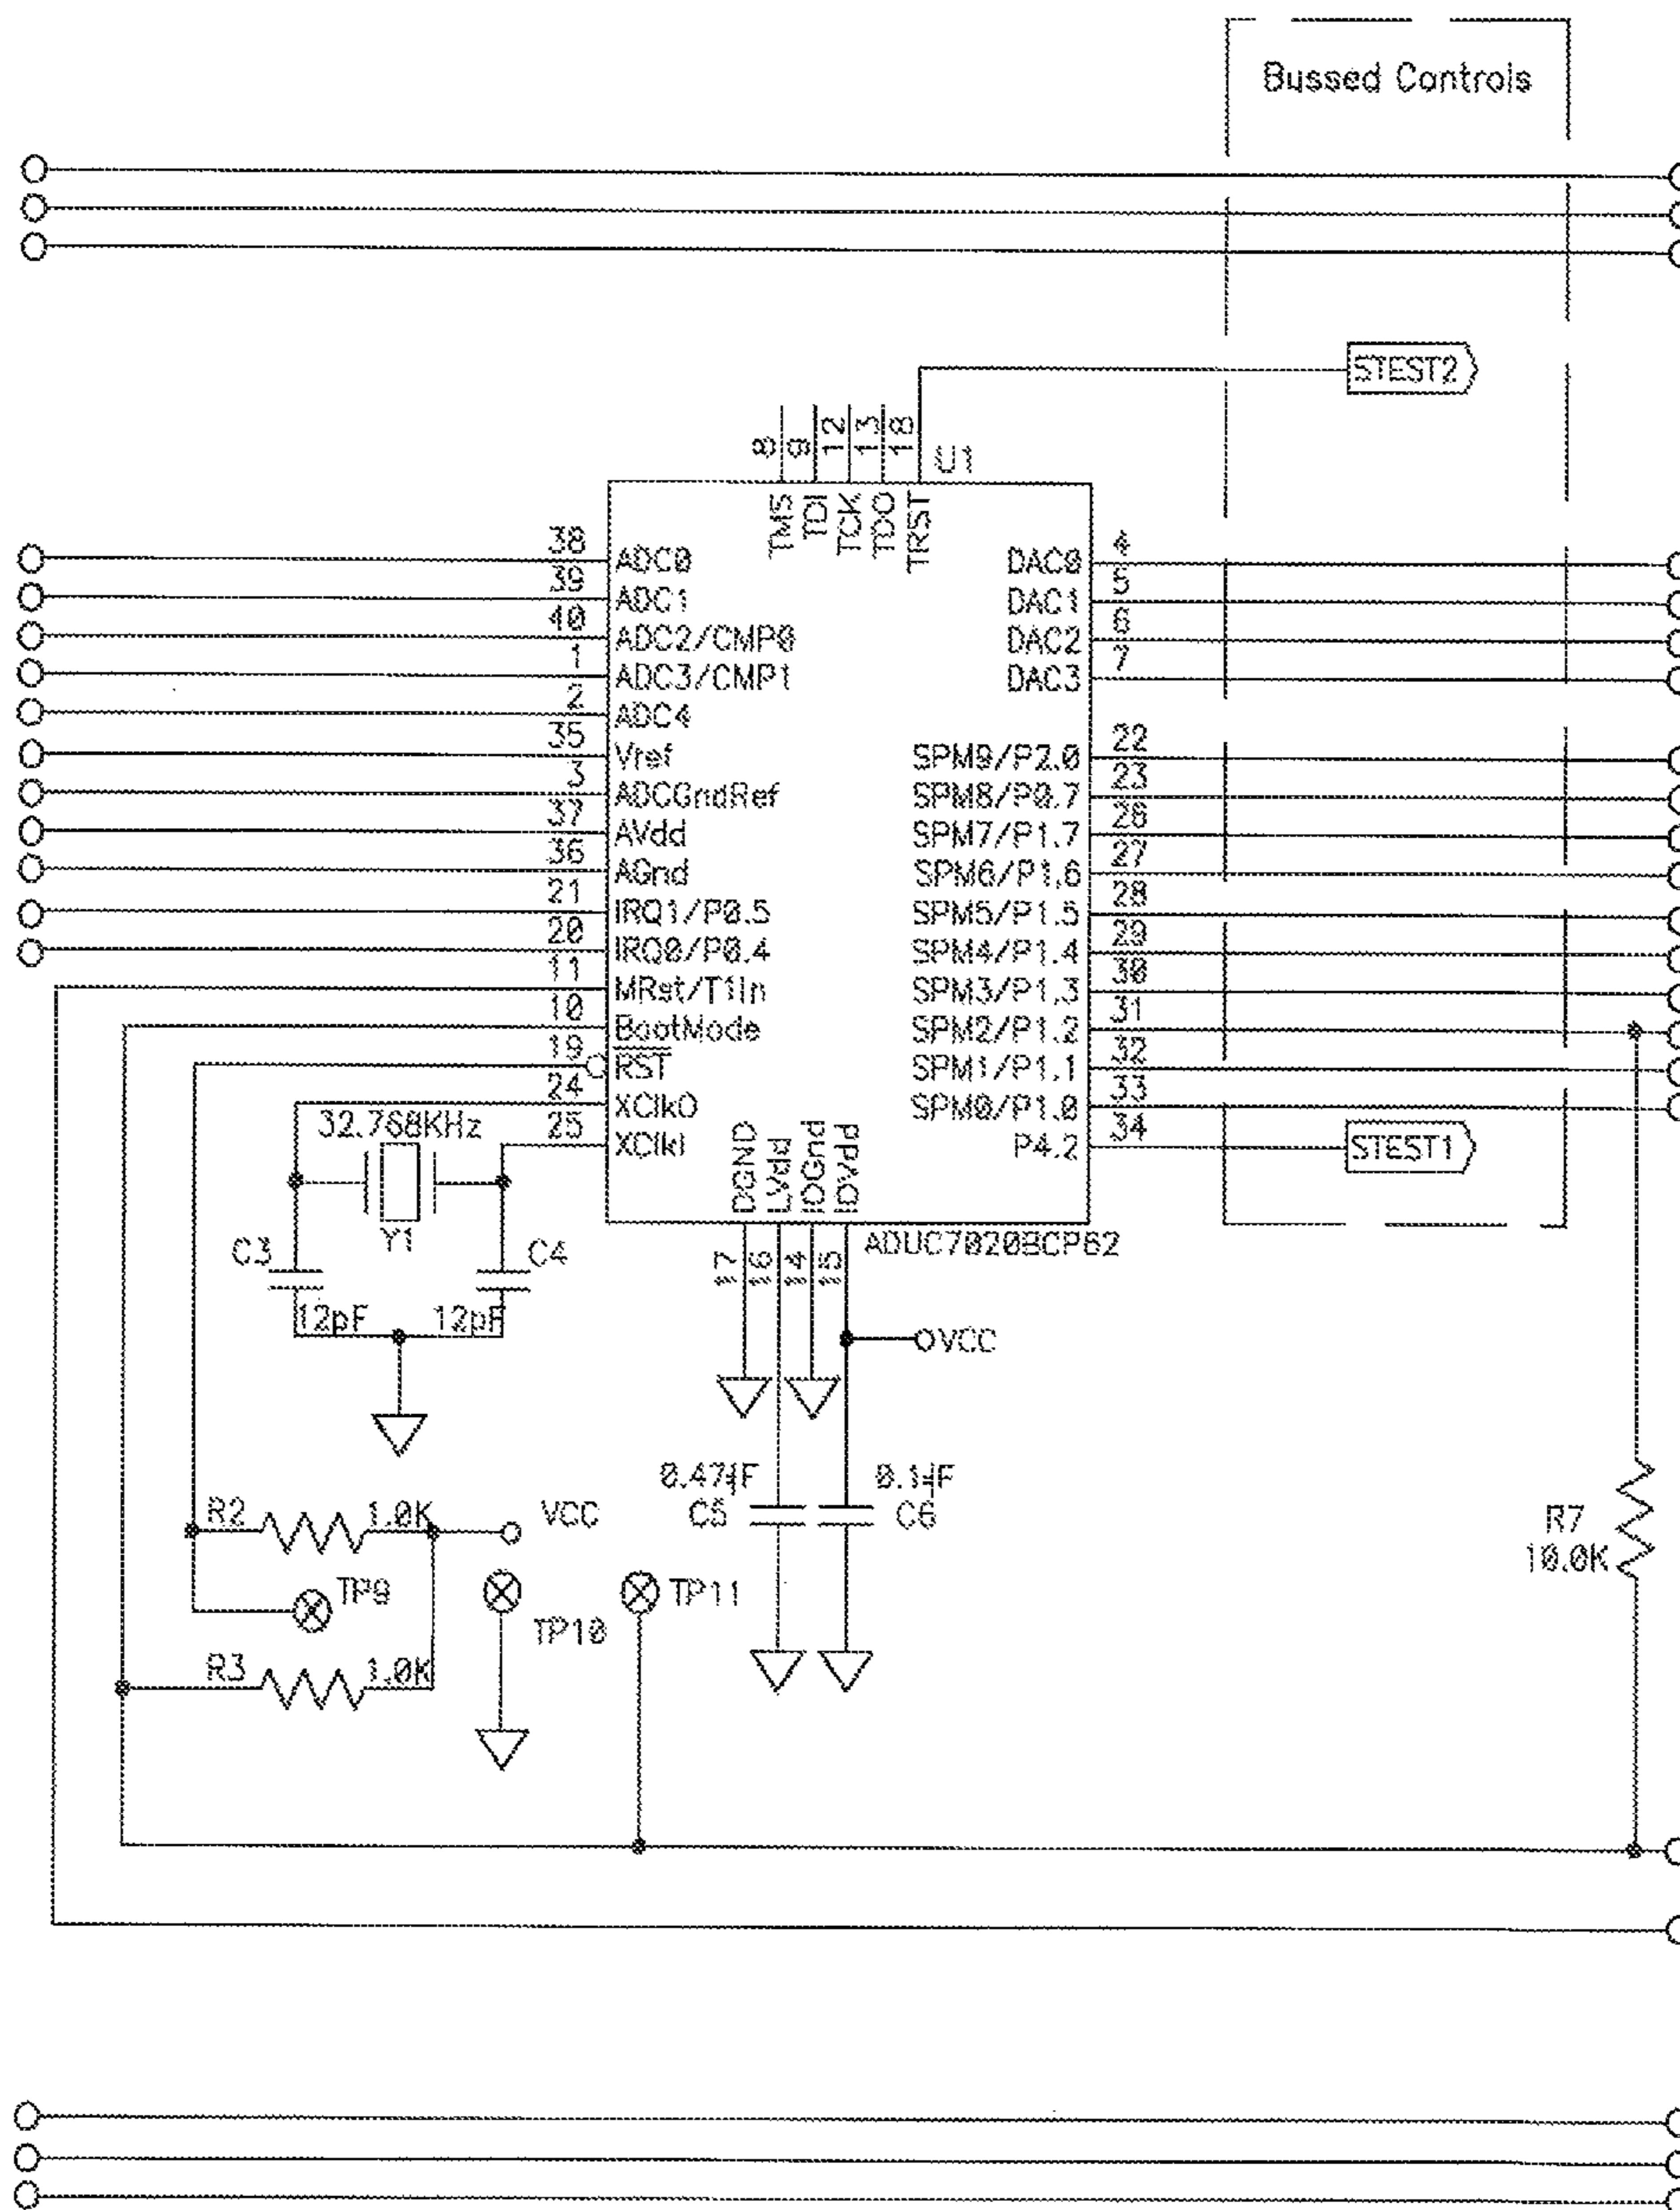 Bussed Controls
STEST2
8
9
12
13
18
U1
TMS
TDI
TCK
TDO
TRST
38 ADC0
39 ADC1
40 ADC2/CMP0
1 ADC3/CMP1
2 ADC4
35 Vref
3 ADCGndRef
37 AVdd
36 AGnd
21 IRQ1/P0.5
20 IRQ0/P0.4
11 MRst/T1In
10 BootMode
19 RST
24 XClkO
25 XClkI
DAC0 4
DAC1 5
DAC2 6
DAC3 7
SPM9/P2.0 22
SPM8/P0.7 23
SPM7/P1.7 26
SPM6/P1.6 27
SPM5/P1.5 28
SPM4/P1.4 29
SPM3/P1.3 30
SPM2/P1.2 31
SPM1/P1.1 32
SPM0/P1.0 33
P4.2 34
STEST1
32.768KHz
Y1
C3
C4
12pF
12pF
DGND
LVdd
IOGnd
IOVdd
17
16
14
15
ADUC7020BCP62
VCC
C5
C6
R2 1.0K
VCC
TP9
TP10
TP11
R3 1.0K
R7
10.0K